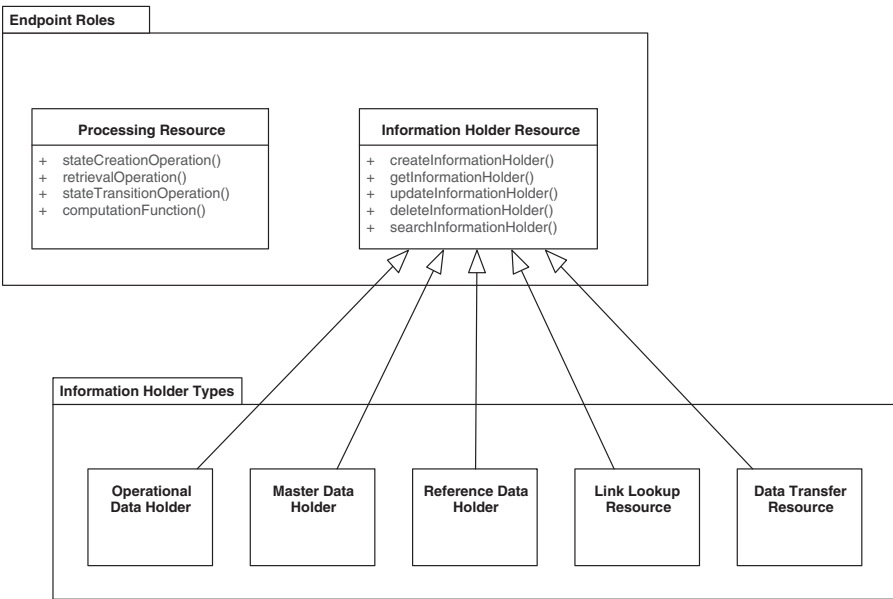 Endpoint Roles
Processing Resource
+ stateCreationOperation()
+ retrievalOperation()
+ stateTransitionOperation()
+ computationFunction()
Information Holder Resource
+ createInformationHolder()
+ getInformationHolder()
+ updateInformationHolder()
+ deleteInformationHolder()
+ searchInformationHolder()
Information Holder Types
Operational
Data Holder
Master Data
Holder
Reference Data
Holder
Link Lookup
Resource
Data Transfer
Resource